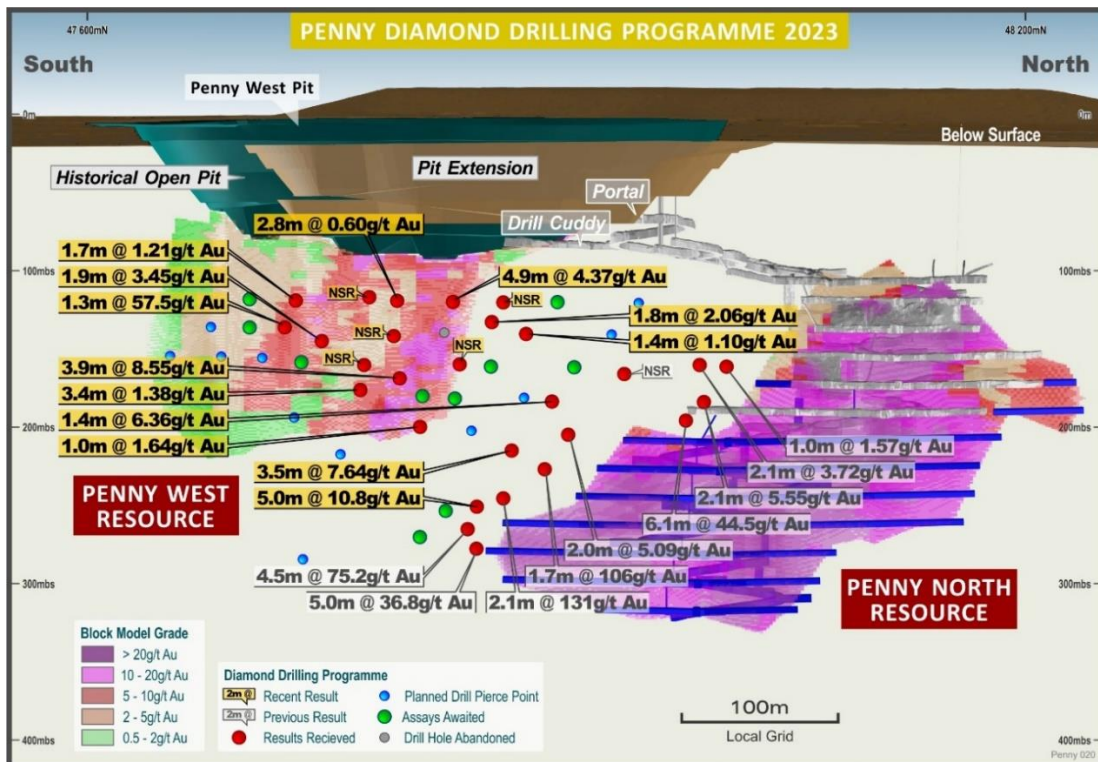 47 600mN
PENNY DIAMOND DRILLING PROGRAMME 2023
48 200mN
South
North
Penny West Pit
0m
0m
Below Surface
Historical Open Pit
Pit Extension
Portal
Drill Cuddy
2.8m @ 0.60g/t Au
1.7m @ 1.21g/t Au
1.9m @ 3.45g/t Au
1.3m @ 57.5g/t Au
100mbs
100mbs
4.9m @ 4.37g/t Au
NSR
NSR
1.8m @ 2.06g/t Au
1.4m @ 1.10g/t Au
NSR
NSR
NSR
NSR
3.9m @ 8.55g/t Au
3.4m @ 1.38g/t Au
1.4m @ 6.36g/t Au
1.0m @ 1.64g/t Au
200mbs
200mbs
3.5m @ 7.64g/t Au
5.0m @ 10.8g/t Au
1.0m @ 1.57g/t Au
2.1m @ 3.72g/t Au
2.1m @ 5.55g/t Au
6.1m @ 44.5g/t Au
2.0m @ 5.09g/t Au
1.7m @ 106g/t Au
2.1m @ 131g/t Au
4.5m @ 75.2g/t Au
5.0m @ 36.8g/t Au
PENNY WEST
RESOURCE
PENNY NORTH
RESOURCE
300mbs
300mbs
Block Model Grade
> 20g/t Au
10 - 20g/t Au
5 - 10g/t Au
2 - 5g/t Au
0.5 - 2g/t Au
Diamond Drilling Programme
2m @ Recent Result
2m @ Previous Result
Results Recieved
Planned Drill Pierce Point
Assays Awaited
Drill Hole Abandoned
100m
Local Grid
400mbs
400mbs
Penny 020